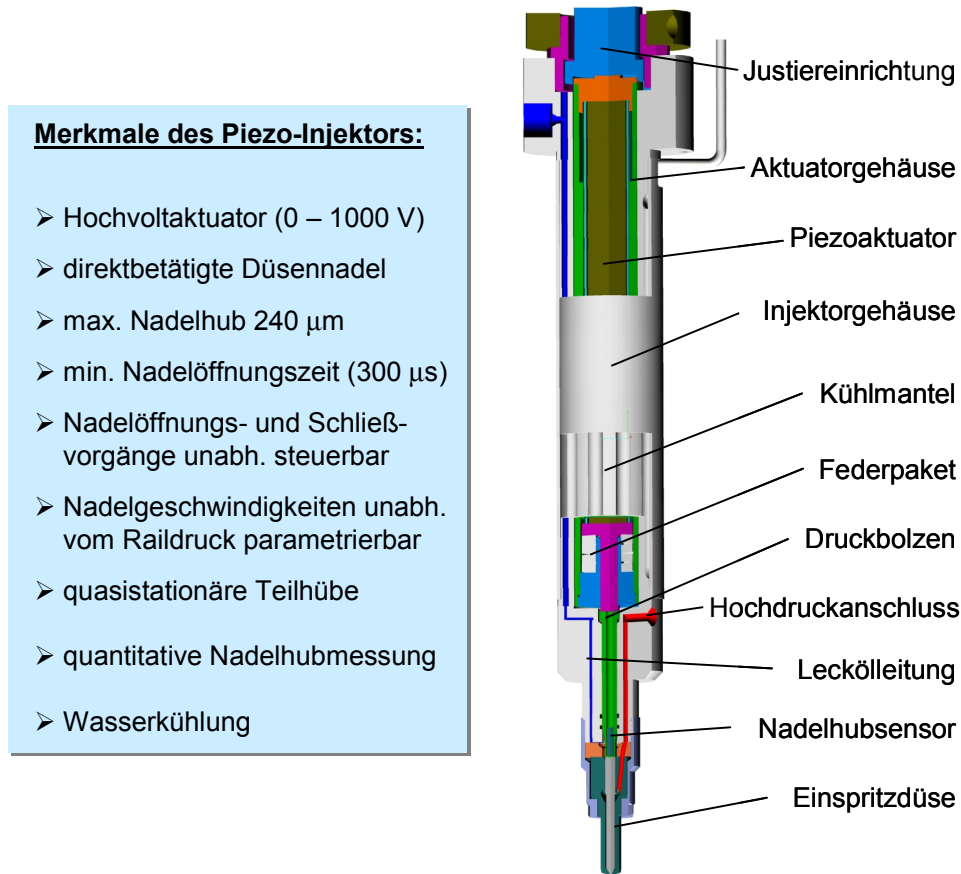 Merkmale des Piezo-Injektors:
➢ Hochvoltaktuator (0 – 1000 V)
➢ direktbetätigte Düsennadel
➢ max. Nadelhub 240 μm
➢ min. Nadelöffnungszeit (300 μs)
➢ Nadelöffnungs- und Schließ-
vorgänge unabh. steuerbar
➢ Nadelgeschwindigkeiten unabh.
vom Raildruck parametrierbar
➢ quasistationäre Teilhübe
➢ quantitative Nadelhubmessung
➢ Wasserkühlung
Justiereinrichtung
Aktuatorgehäuse
Piezoaktuator
Injektorgehäuse
Kühlmantel
Federpaket
Druckbolzen
Hochdruckanschluss
Leckölleitung
Nadelhubsensor
Einspritzdüse